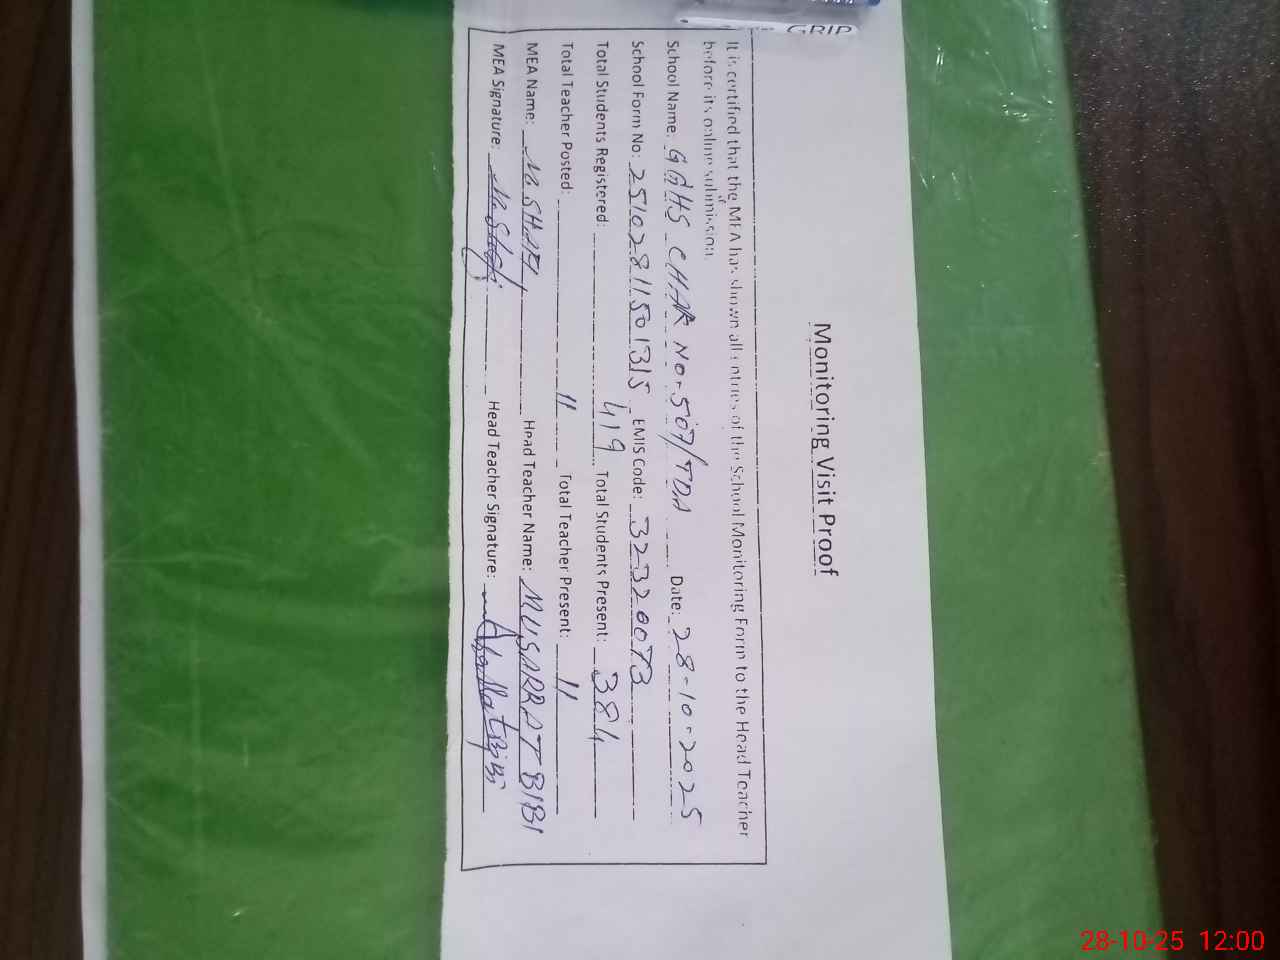 GRIP
Monitoring Visit Proof
It is certified that the MEA has shown all entries of the School Monitoring Form to the Head Teacher
before its online submission.
School Name: GGHS CHAK NO-507/TDA Date: 28-10-2025
School Form No: 2510281150 1315 EMIS Code: 32320073
Total Students Registered: 419 Total Students Present: 384
Total Teacher Posted: 11 Total Teacher Present: 11
MEA Name: M. SHAFI Head Teacher Name: MUSARRAT BIBI
MEA Signature: M. Shafi Head Teacher Signature:
28-10-25 12:00